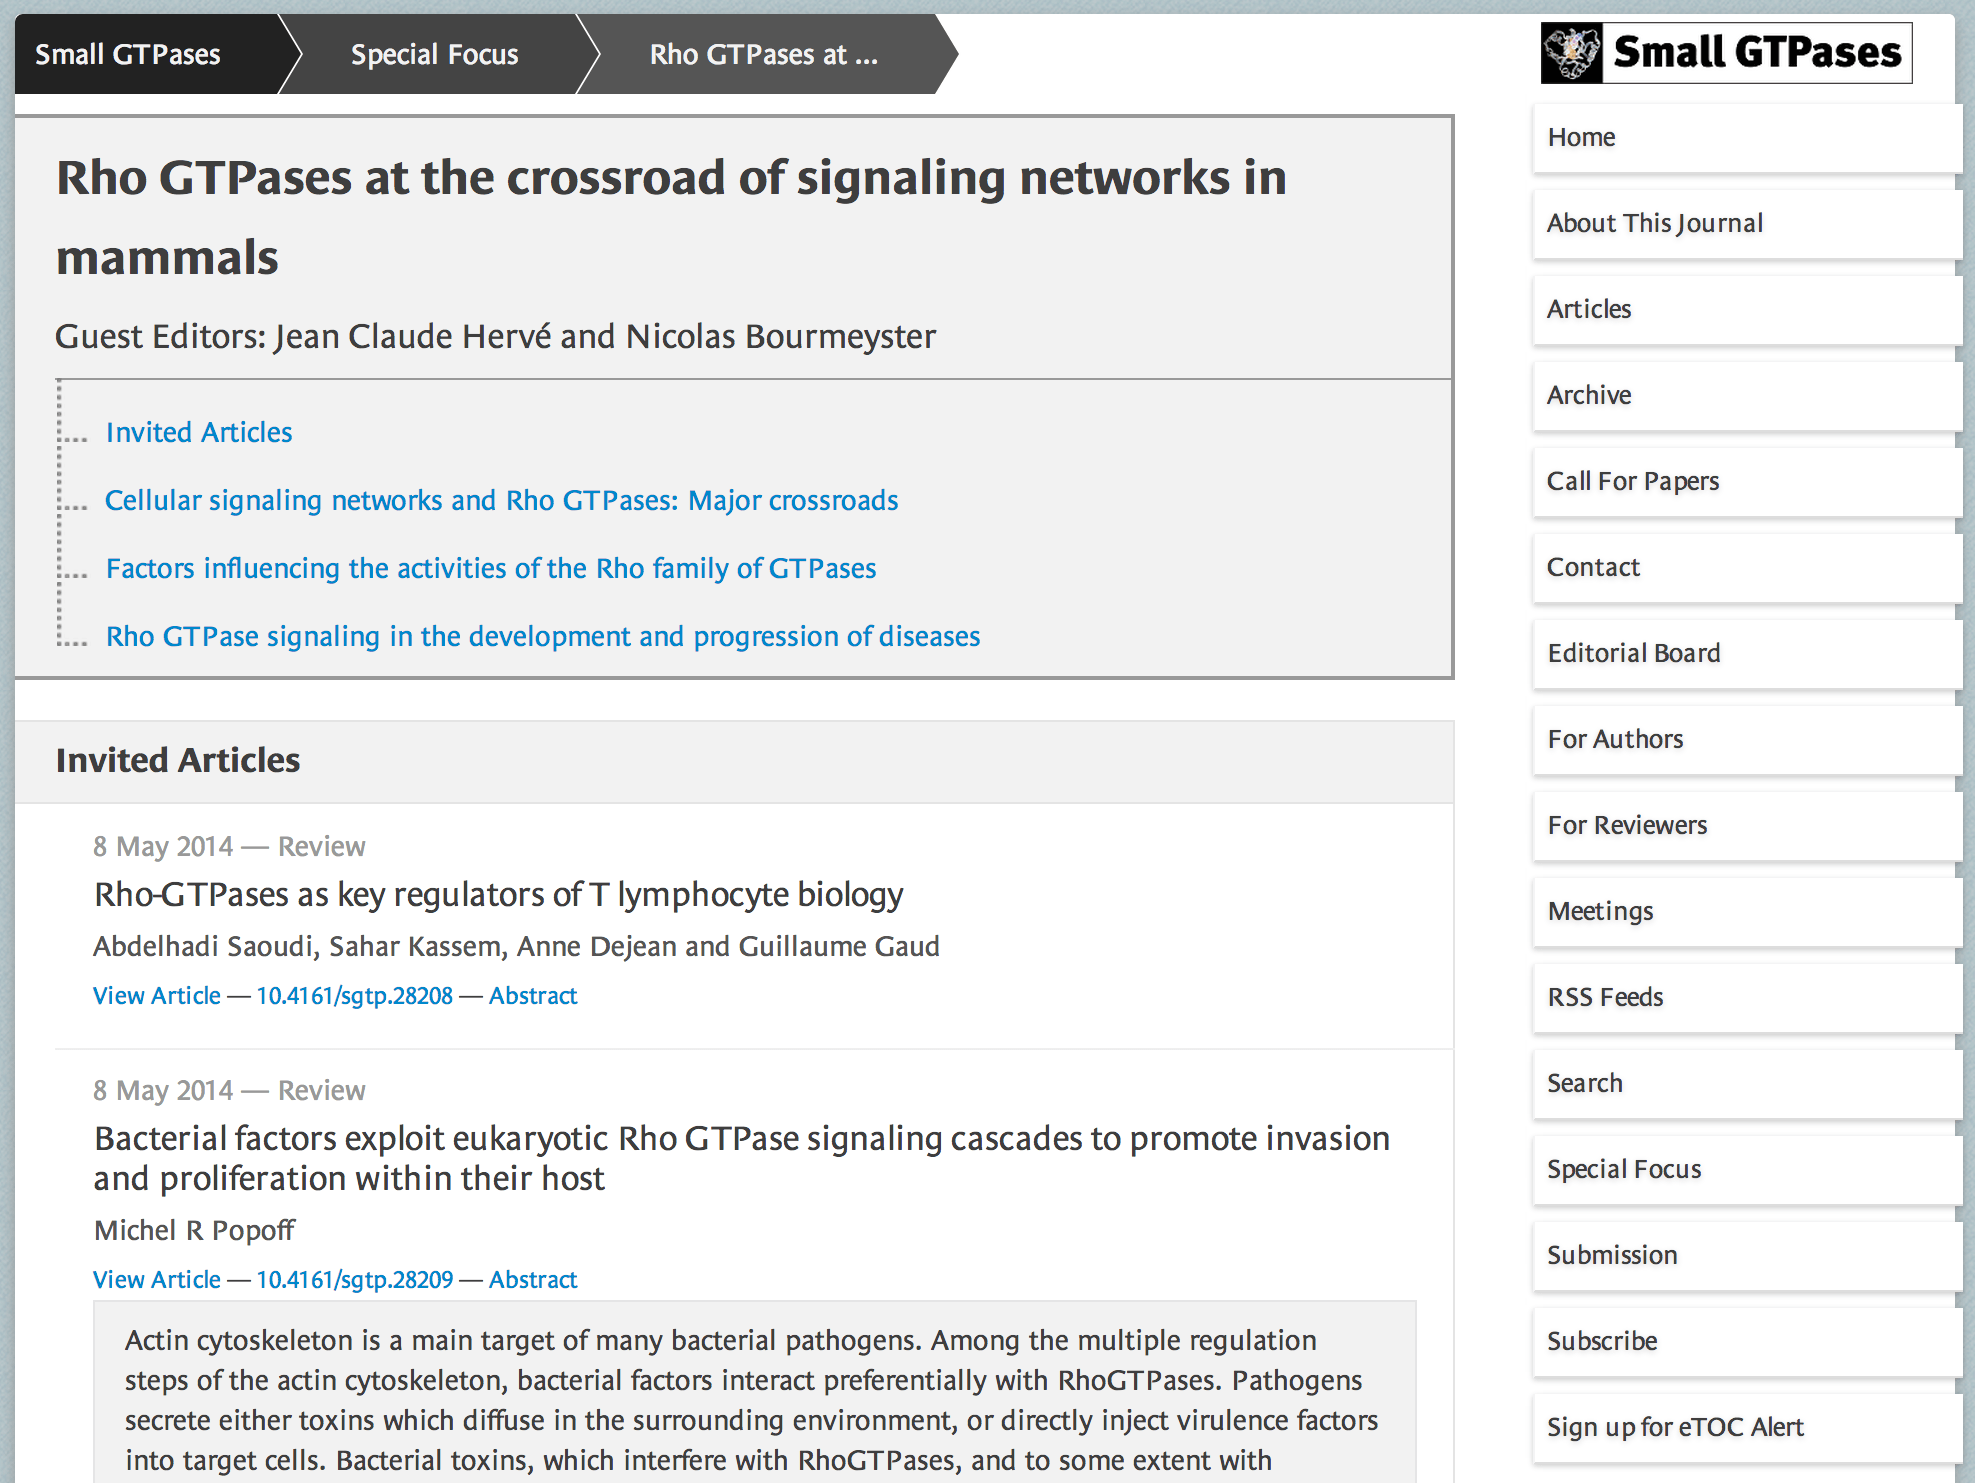 Small GTPases
Special Focus
Rho GTPases at ...
Rho GTPases at the crossroad of signaling networks in
mammals
Guest Editors: Jean Claude Hervé and Nicolas Bourmeyster
Invited Articles
Cellular signaling networks and Rho GTPases: Major crossroads
Factors influencing the activities of the Rho family of GTPases
Rho GTPase signaling in the development and progression of diseases
Invited Articles
8 May 2014 — Review
Rho-GTPases as key regulators of T lymphocyte biology
Abdelhadi Saoudi, Sahar Kassem, Anne Dejean and Guillaume Gaud
View Article — 10.4161/sgtp.28208 — Abstract
8 May 2014 — Review
Bacterial factors exploit eukaryotic Rho GTPase signaling cascades to promote invasion
and proliferation within their host
Michel R Popoff
View Article — 10.4161/sgtp.28209 — Abstract
Actin cytoskeleton is a main target of many bacterial pathogens. Among the multiple regulation
steps of the actin cytoskeleton, bacterial factors interact preferentially with RhoGTPases. Pathogens
secrete either toxins which diffuse in the surrounding environment, or directly inject virulence factors
into target cells. Bacterial toxins, which interfere with RhoGTPases, and to some extent with
Small GTPases
Home
About This Journal
Articles
Archive
Call For Papers
Contact
Editorial Board
For Authors
For Reviewers
Meetings
RSS Feeds
Search
Special Focus
Submission
Subscribe
Sign up for eTOC Alert